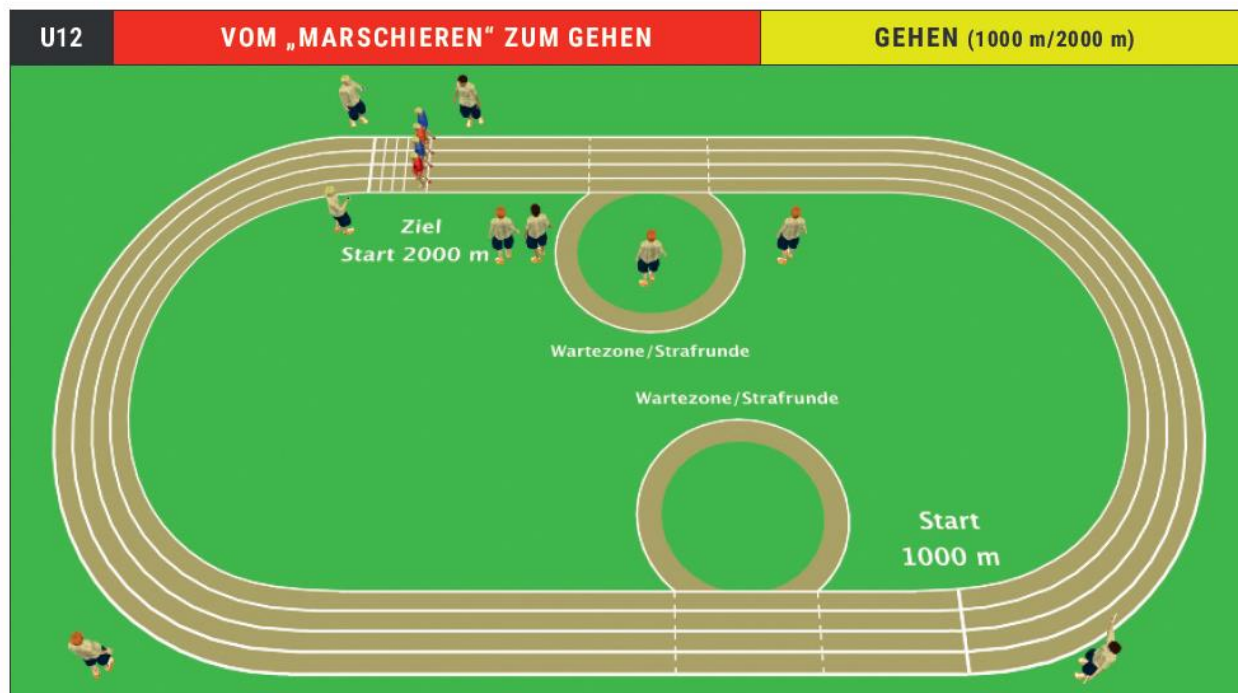 U12
VOM „MARSCHIEREN“ ZUM GEHEN
GEHEN (1000 m/2000 m)
Ziel
Start 2000 m
Wartezone/Strafrunde
Wartezone/Strafrunde
Start
1000 m